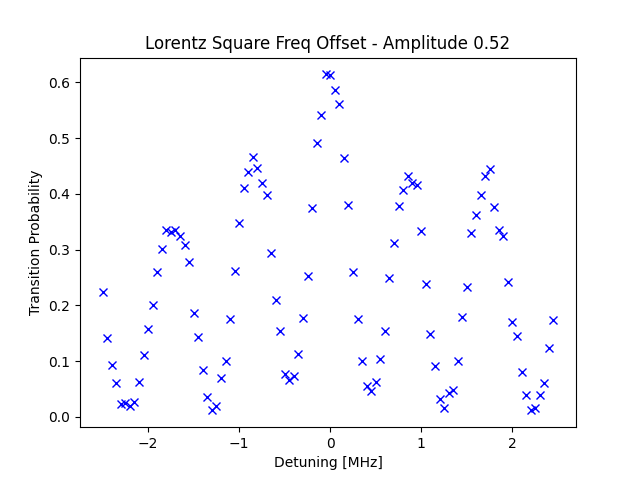 Lorentz Square Freq Offset - Amplitude 0.52
Transition Probability
0.6
0.5
0.4
0.3
0.2
0.1
0.0
−2 −1 0 1 2
Detuning [MHz]